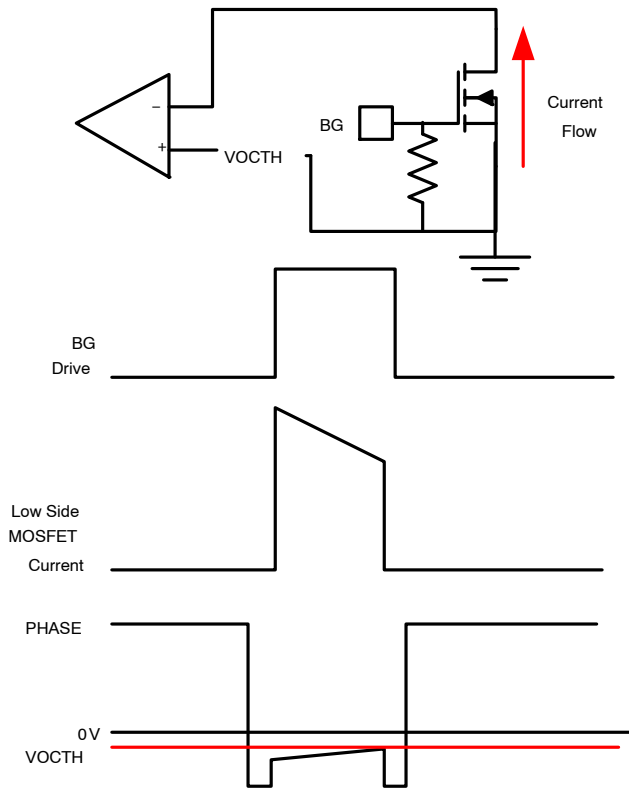 −
+
VOCTH
BG
Current
Flow
BG
Drive
Low Side
MOSFET
Current
PHASE
0 V
VOCTH